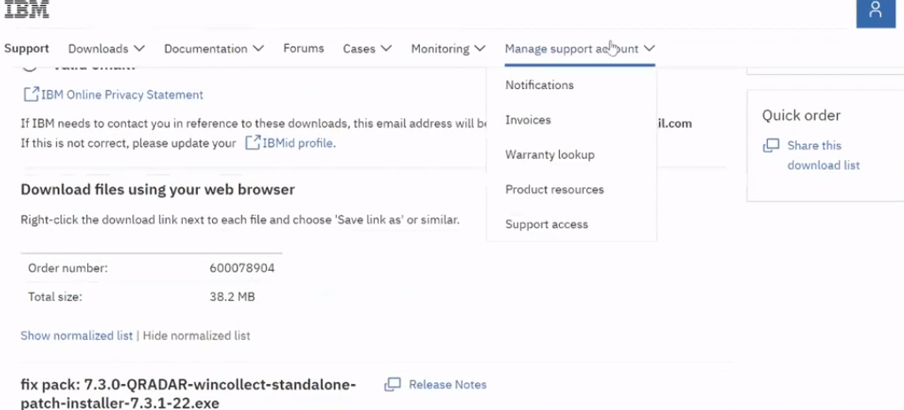 IBM
Support Downloads Documentation Forums Cases Monitoring Manage support account
IBM Online Privacy Statement
If IBM needs to contact you in reference to these downloads, this email address will be il.com
If this is not correct, please update your IBMid profile.
Notifications
Invoices
Warranty lookup
Product resources
Support access
Quick order
Share this
download list
Download files using your web browser
Right-click the download link next to each file and choose 'Save link as' or similar.
Order number: 600078904
Total size: 38.2 MB
Show normalized list | Hide normalized list
fix pack: 7.3.0-QRADAR-wincollect-standalone-
patch-installer-7.3.1-22.exe
Release Notes